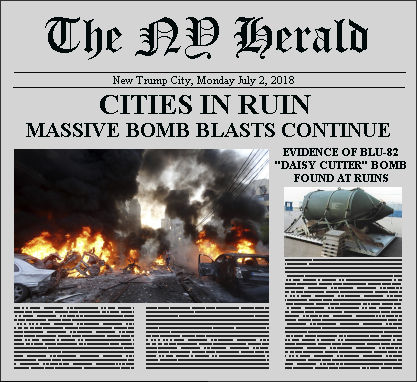 The NY Herald
New Trump City, Monday July 2, 2018
CITIES IN RUIN
MASSIVE BOMB BLASTS CONTINUE
EVIDENCE OF BLU-82
"DAISY CUTTER" BOMB
FOUND AT RUINS